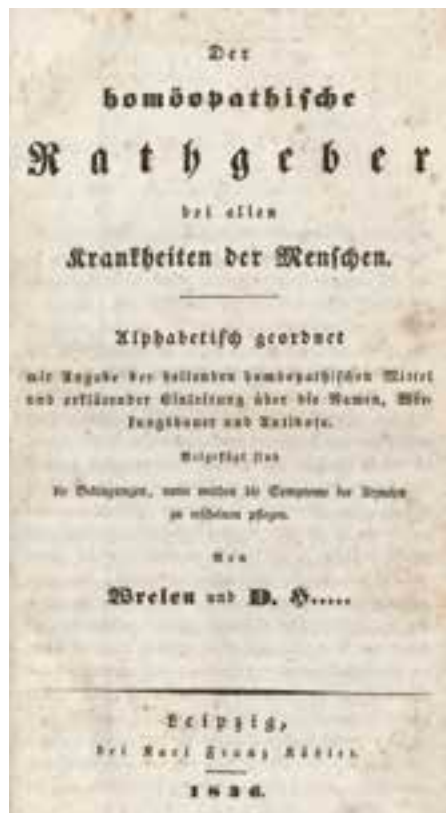 Der
homöopathische
Rathgeber
bei allen
Krankheiten der Menschen.
Alphabetisch geordnet
mit Angabe der heilenden homöopathischen Mittel
und erklärender Einleitung über die Namen, Wir-
kungsdauer und Antidote.
Beigefügt sind
die Bedingungen, unter welchen die Symptome der Arzneien
zu erscheinen pflegen.
Von
Wrelen und D. H.....
Leipzig,
bei Karl Franz Köhler.
1836.